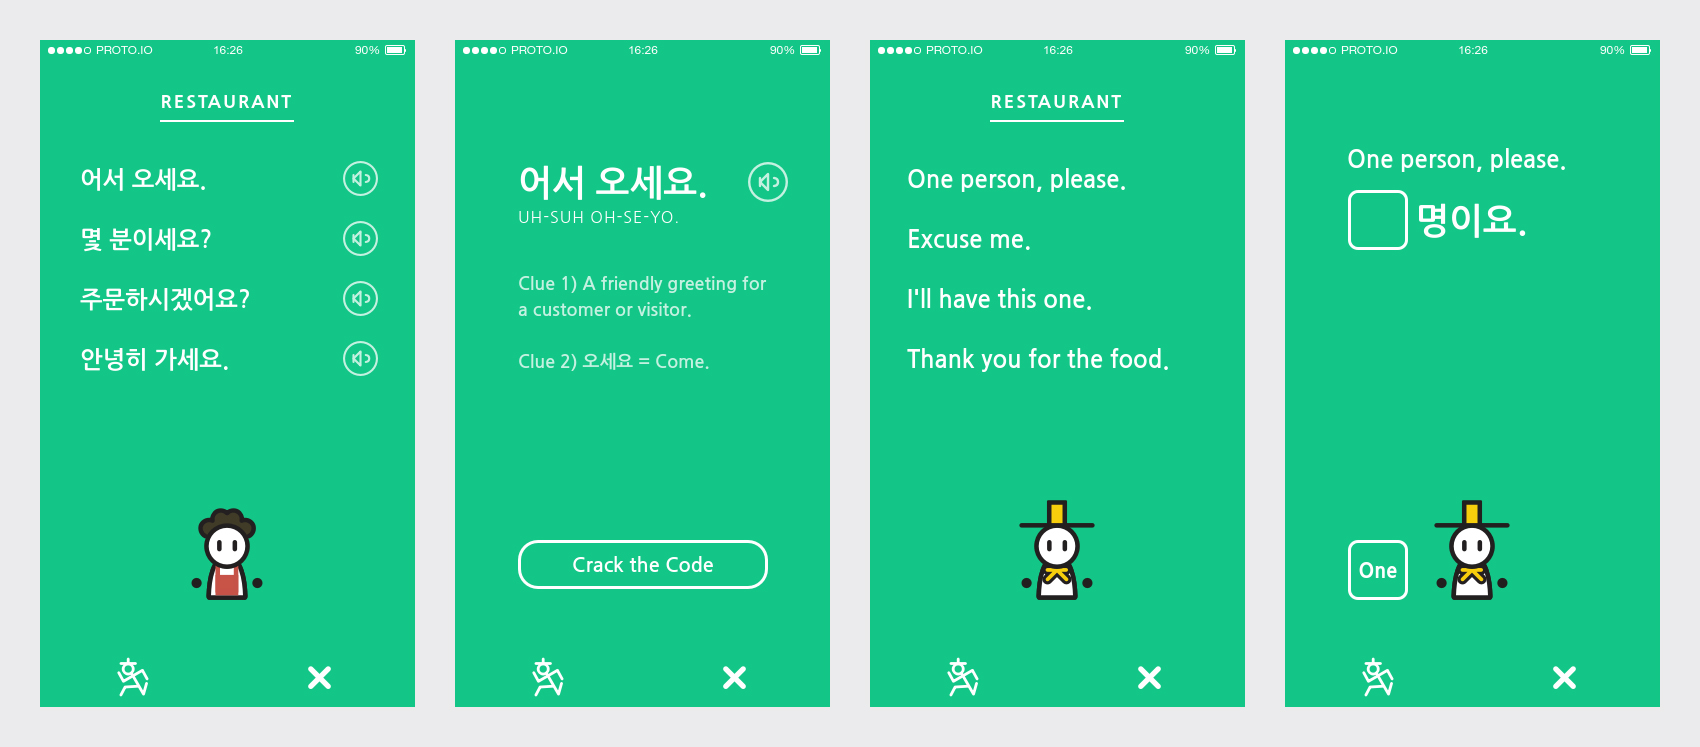 PROTO.IO 16:26 90%
RESTAURANT
어서 오세요.
몇 분이세요?
주문하시겠어요?
안녕히 가세요.
PROTO.IO 16:26 90%
어서 오세요.
UH-SUH OH-SE-YO.
Clue 1) A friendly greeting for
a customer or visitor.
Clue 2) 오세요 = Come.
Crack the Code
PROTO.IO 16:26 90%
RESTAURANT
One person, please.
Excuse me.
I'll have this one.
Thank you for the food.
PROTO.IO 16:26 90%
One person, please.
명이요.
One